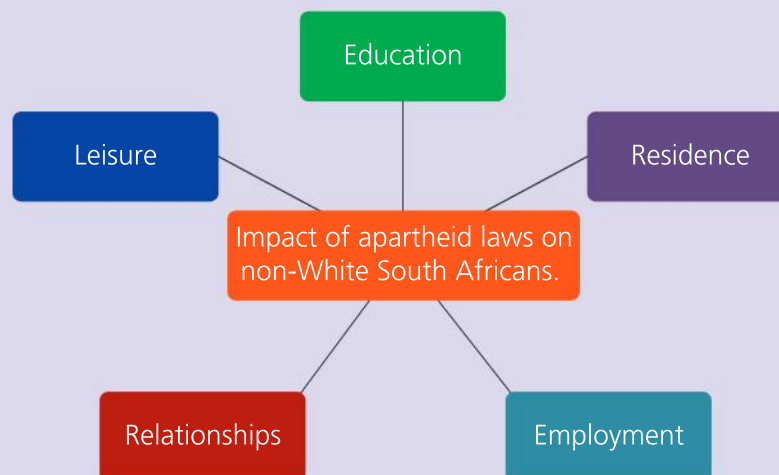 Education
Leisure
Residence
Impact of apartheid laws on
non-White South Africans.
Relationships
Employment